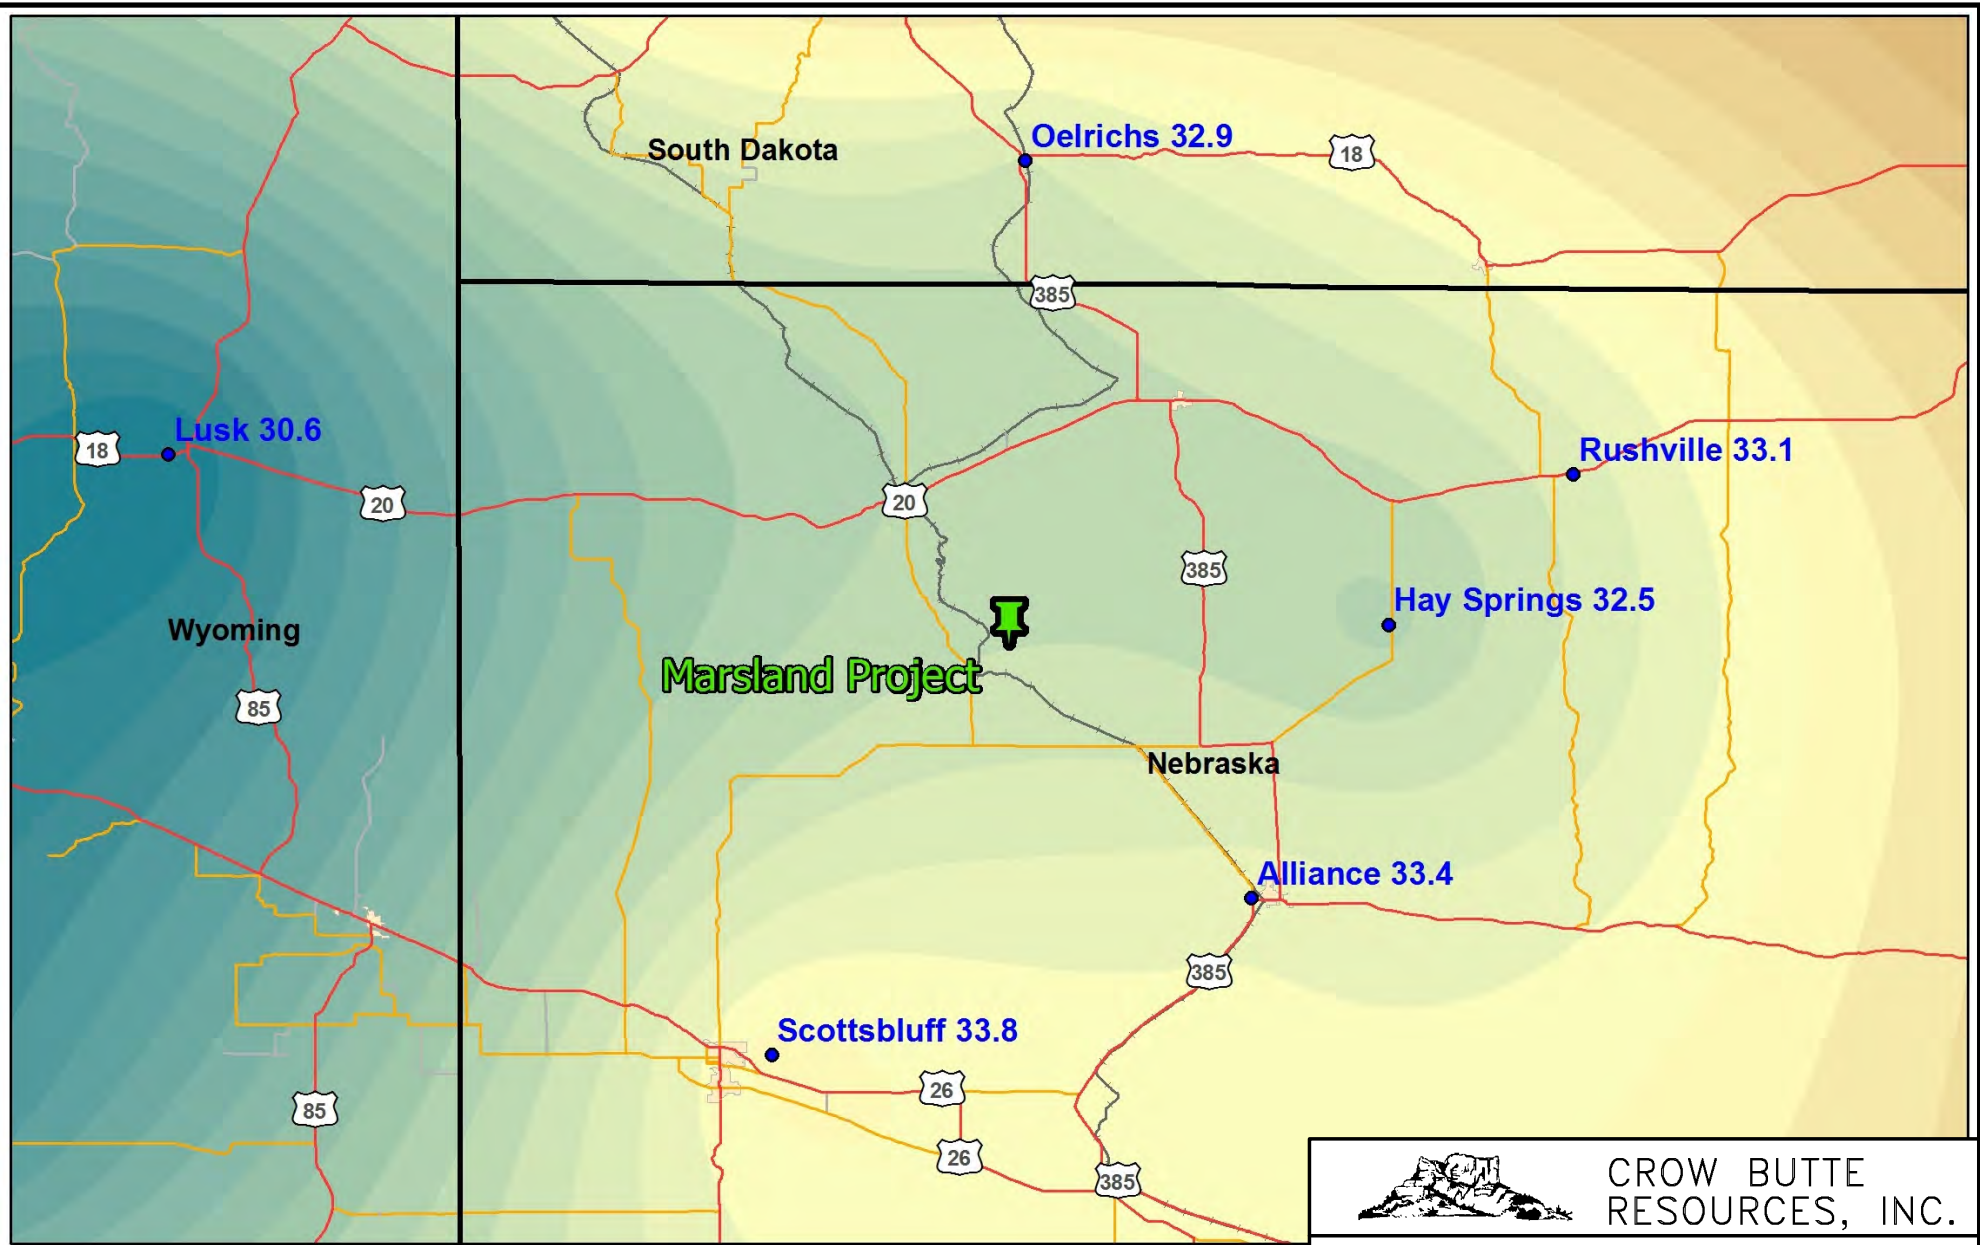 Oelrichs 32.9
South Dakota
18
385
Lusk 30.6
18
20
20
Rushville 33.1
385
Hay Springs 32.5
Wyoming
Marsland Project
85
Nebraska
Alliance 33.4
385
Scottsbluff 33.8
26
85
26
385
CROW BUTTE
RESOURCES, INC.